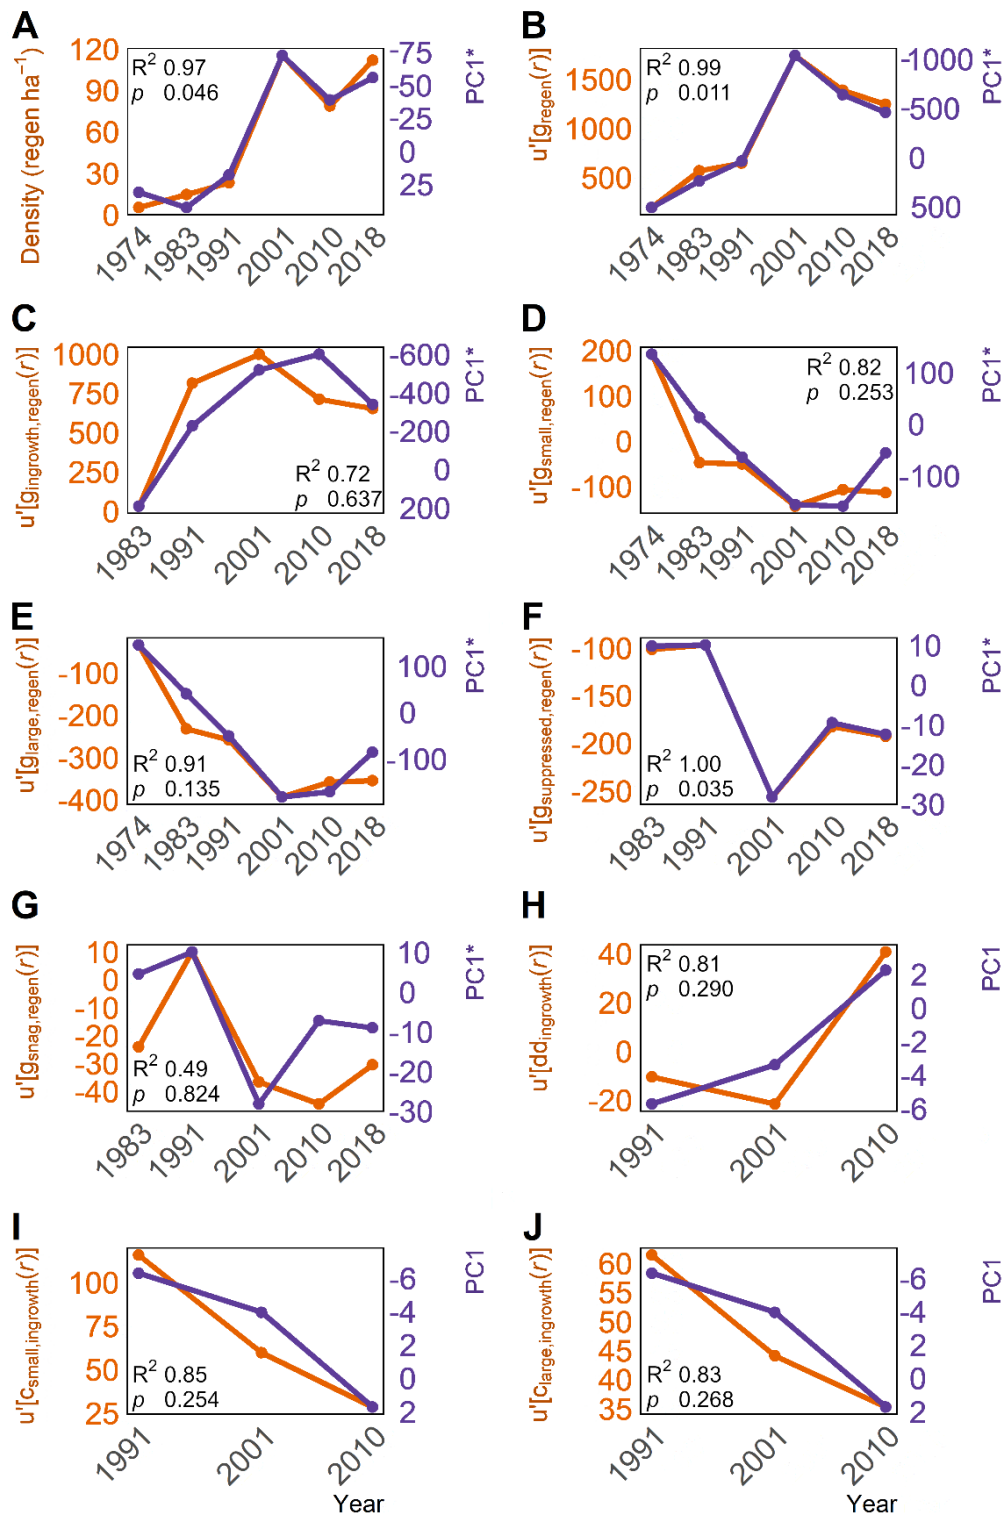 A
Density (regen ha⁻¹)
120
90
60
30
0
R² 0.97
p 0.046
-75
-50
-25
0
25
PC1*
1974
1983
1991
2001
2010
2018
B
u'[g_regen(r)]
1500
1000
500
R² 0.99
p 0.011
-1000
-500
0
500
PC1*
1974
1983
1991
2001
2010
2018
C
u'[g_ingrowth,regen(r)]
1000
750
500
250
0
R² 0.72
p 0.637
-600
-400
-200
0
200
PC1*
1983
1991
2001
2010
2018
D
u'[g_small,regen(r)]
200
100
0
-100
R² 0.82
p 0.253
100
0
-100
PC1*
1974
1983
1991
2001
2010
2018
E
u'[g_large,regen(r)]
-100
-200
-300
-400
R² 0.91
p 0.135
100
0
-100
PC1*
1974
1983
1991
2001
2010
2018
F
u'[g_suppressed,regen(r)]
-100
-150
-200
-250
R² 1.00
p 0.035
10
0
-10
-20
-30
PC1*
1983
1991
2001
2010
2018
G
u'[g_snag,regen(r)]
10
0
-10
-20
-30
-40
R² 0.49
p 0.824
10
0
-10
-20
-30
PC1*
1983
1991
2001
2010
2018
H
u'[dd_ingrowth(r)]
40
20
0
-20
R² 0.81
p 0.290
2
0
-2
-4
-6
PC1
1991
2001
2010
I
u'[c_small,ingrowth(r)]
100
75
50
25
R² 0.85
p 0.254
-6
-4
2
0
2
PC1
1991
2001
2010
Year
J
u'[c_large,ingrowth(r)]
60
55
50
45
40
35
R² 0.83
p 0.268
-6
-4
2
0
2
PC1
1991
2001
2010
Year